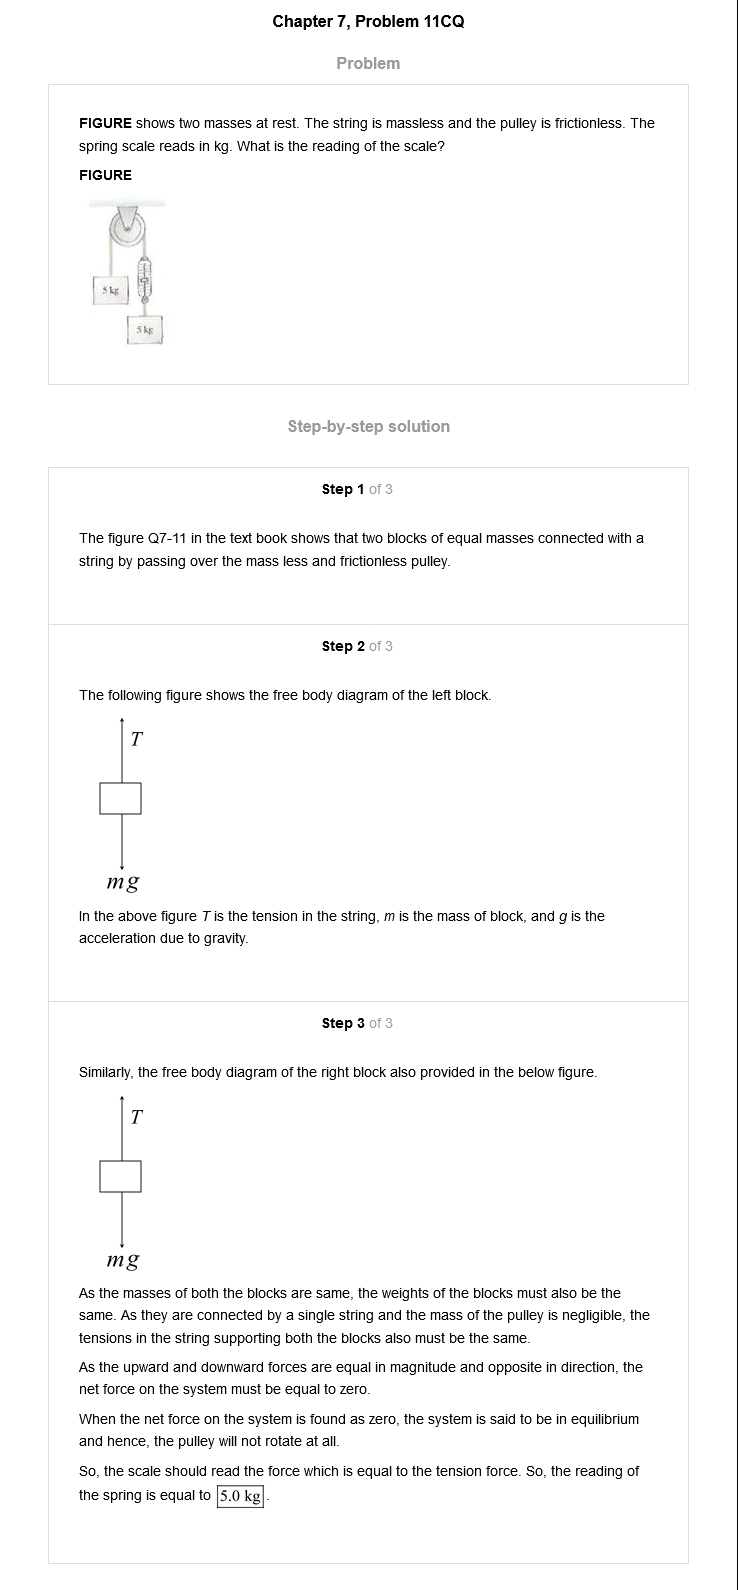 Chapter 7, Problem 11CQ
Problem
FIGURE shows two masses at rest. The string is massless and the pulley is frictionless. The
spring scale reads in kg. What is the reading of the scale?
FIGURE
5 kg
5 kg
Step-by-step solution
Step 1 of 3
The figure Q7-11 in the text book shows that two blocks of equal masses connected with a
string by passing over the mass less and frictionless pulley.
Step 2 of 3
The following figure shows the free body diagram of the left block.
T
mg
In the above figure T is the tension in the string, m is the mass of block, and g is the
acceleration due to gravity.
Step 3 of 3
Similarly, the free body diagram of the right block also provided in the below figure.
T
mg
As the masses of both the blocks are same, the weights of the blocks must also be the
same. As they are connected by a single string and the mass of the pulley is negligible, the
tensions in the string supporting both the blocks also must be the same.
As the upward and downward forces are equal in magnitude and opposite in direction, the
net force on the system must be equal to zero.
When the net force on the system is found as zero, the system is said to be in equilibrium
and hence, the pulley will not rotate at all.
So, the scale should read the force which is equal to the tension force. So, the reading of
the spring is equal to 5.0 kg.